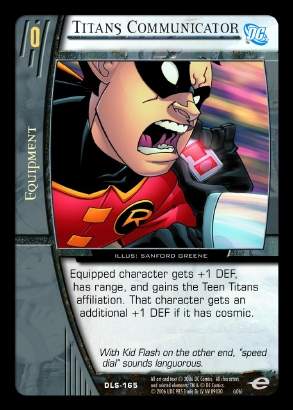 0
TITANS COMMUNICATOR
DC
EQUIPMENT
R
ILLUS: SANFORD GREENE
Equipped character gets +1 DEF,
has range, and gains the Teen Titans
affiliation. That character gets an
additional +1 DEF if it has cosmic.
With Kid Flash on the other end, "speed
dial" sounds languorous.
DLS-165